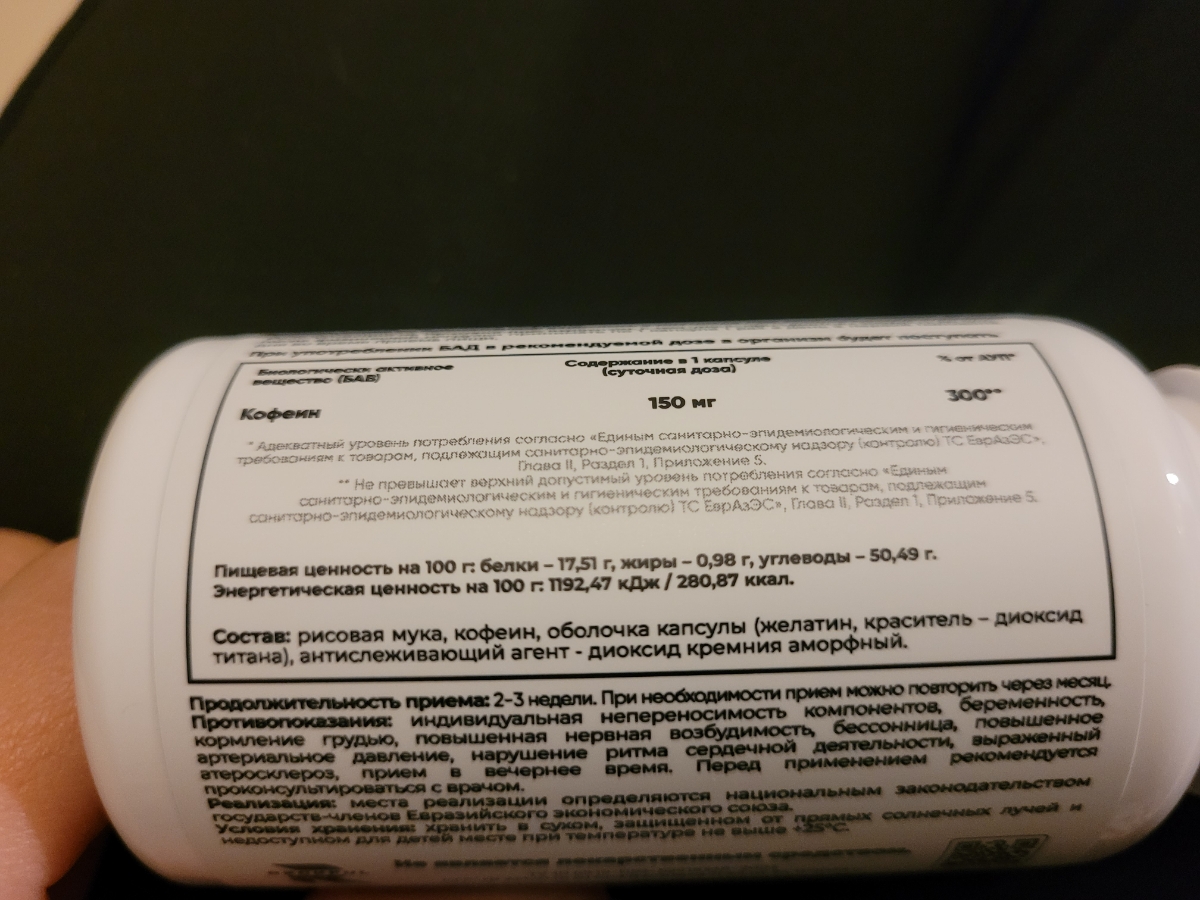 При употреблении БАД в рекомендуемой дозе в организм будет поступать
Биологически активное вещество (БАВ)
Содержание в 1 капсуле (суточная доза)
% от АУП*
Кофеин 150 мг 300**
* Адекватный уровень потребления согласно «Единым санитарно-эпидемиологическим и гигиеническим
требованиям к товарам, подлежащим санитарно-эпидемиологическому надзору (контролю) ТС ЕврАзЭС»,
Глава II, Раздел 1, Приложение 5.
** Не превышает верхний допустимый уровень потребления согласно «Единым
санитарно-эпидемиологическим и гигиеническим требованиям к товарам, подлежащим
санитарно-эпидемиологическому надзору (контролю) ТС ЕврАзЭС», Глава II, Раздел 1, Приложение 5.
Пищевая ценность на 100 г: белки – 17,51 г, жиры – 0,98 г, углеводы – 50,49 г.
Энергетическая ценность на 100 г: 1192,47 кДж / 280,87 ккал.
Состав: рисовая мука, кофеин, оболочка капсулы (желатин, краситель – диоксид
титана), антислеживающий агент - диоксид кремния аморфный.
Продолжительность приема: 2-3 недели. При необходимости прием можно повторить через месяц.
Противопоказания: индивидуальная непереносимость компонентов, беременность,
кормление грудью, повышенная нервная возбудимость, бессонница, повышенное
артериальное давление, нарушение ритма сердечной деятельности, выраженный
атеросклероз, прием в вечернее время. Перед применением рекомендуется
проконсультироваться с врачом.
Реализация: места реализации определяются национальным законодательством
государств-членов Евразийского экономического союза.
Условия хранения: хранить в сухом, защищенном от прямых солнечных лучей и
недоступном для детей месте при температуре не выше +25°C.
Не является лекарственным средством.